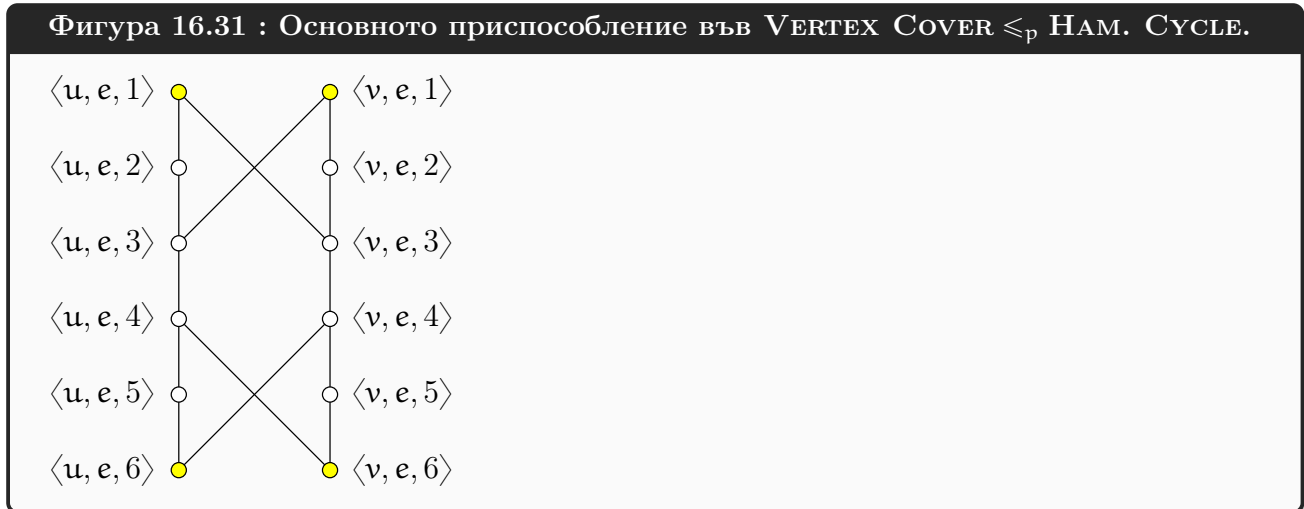 Фигура 16.31 : Основното приспособление във VERTEX COVER ⩽p HAM. CYCLE.
⟨u, e, 1⟩ ⟨v, e, 1⟩
⟨u, e, 2⟩ ⟨v, e, 2⟩
⟨u, e, 3⟩ ⟨v, e, 3⟩
⟨u, e, 4⟩ ⟨v, e, 4⟩
⟨u, e, 5⟩ ⟨v, e, 5⟩
⟨u, e, 6⟩ ⟨v, e, 6⟩